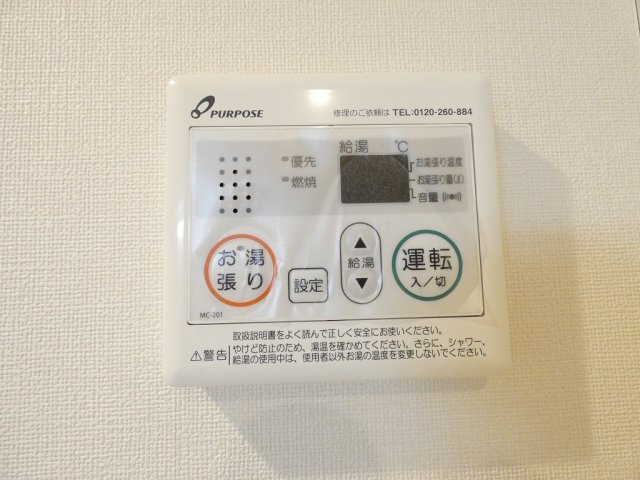 PURPOSE
修理のご依頼は TEL:0120-260-884
給湯 ℃
優先
燃焼
お湯張り温度
お湯張り量(ℓ)
音量
お湯張り
設定
▲
給湯
▼
運転
入/切
MC-201
取扱説明書をよく読んで正しく安全にお使いください。
⚠警告
やけど防止のため、湯温を確かめてください。さらに、シャワー、
給湯の使用中は、使用者以外お湯の温度を変更しないでください。